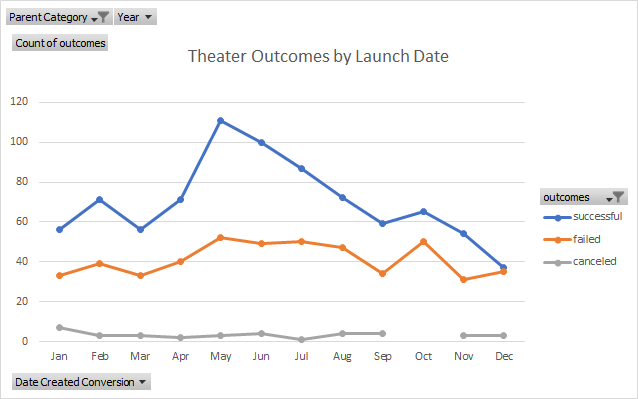 Parent Category Year
Count of outcomes
Theater Outcomes by Launch Date
120
100
80
60
40
20
0
Jan Feb Mar Apr May Jun Jul Aug Sep Oct Nov Dec
outcomes
successful
failed
canceled
Date Created Conversion